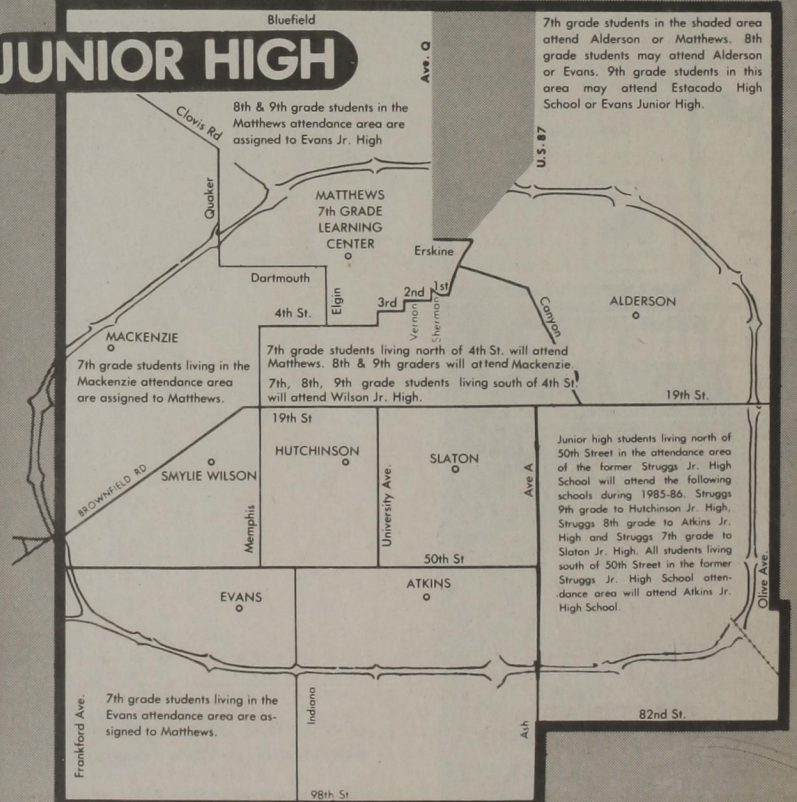 JUNIOR HIGH
Bluefield
Ave. Q
U.S. 87
7th grade students in the shaded area
attend Alderson or Matthews. 8th
grade students may attend Alderson
or Evans. 9th grade students in this
area may attend Estacado High
School or Evans Junior High.
Clovis Rd
8th & 9th grade students in the
Matthews attendance area are
assigned to Evans Jr. High
Quaker
MATTHEWS
7th GRADE
LEARNING
CENTER
Erskine
Dartmouth
Elgin
4th St.
3rd
2nd
1st
Vernon
Sherman
Canyon
ALDERSON
MACKENZIE
7th grade students living in the
Mackenzie attendance area
are assigned to Matthews.
7th grade students living north of 4th St. will attend
Matthews. 8th & 9th graders will attend Mackenzie.
7th, 8th, 9th grade students living south of 4th St.
will attend Wilson Jr. High.
19th St.
19th St
BROWNFIELD RD
SMYLIE WILSON
Memphis
HUTCHINSON
University Ave.
SLATON
Ave A
50th St
Junior high students living north of
50th Street in the attendance area
of the former Struggs Jr. High
School will attend the following
schools during 1985-86. Struggs
9th grade to Hutchinson Jr. High,
Struggs 8th grade to Atkins Jr.
High and Struggs 7th grade to
Slaton Jr. High. All students living
south of 50th Street in the former
Struggs Jr. High School atten-
dance area will attend Atkins Jr.
High School.
Olive Ave.
EVANS
ATKINS
Frankford Ave.
7th grade students living in the
Evans attendance area are as-
signed to Matthews.
Indiana
Ash
82nd St.
98th St